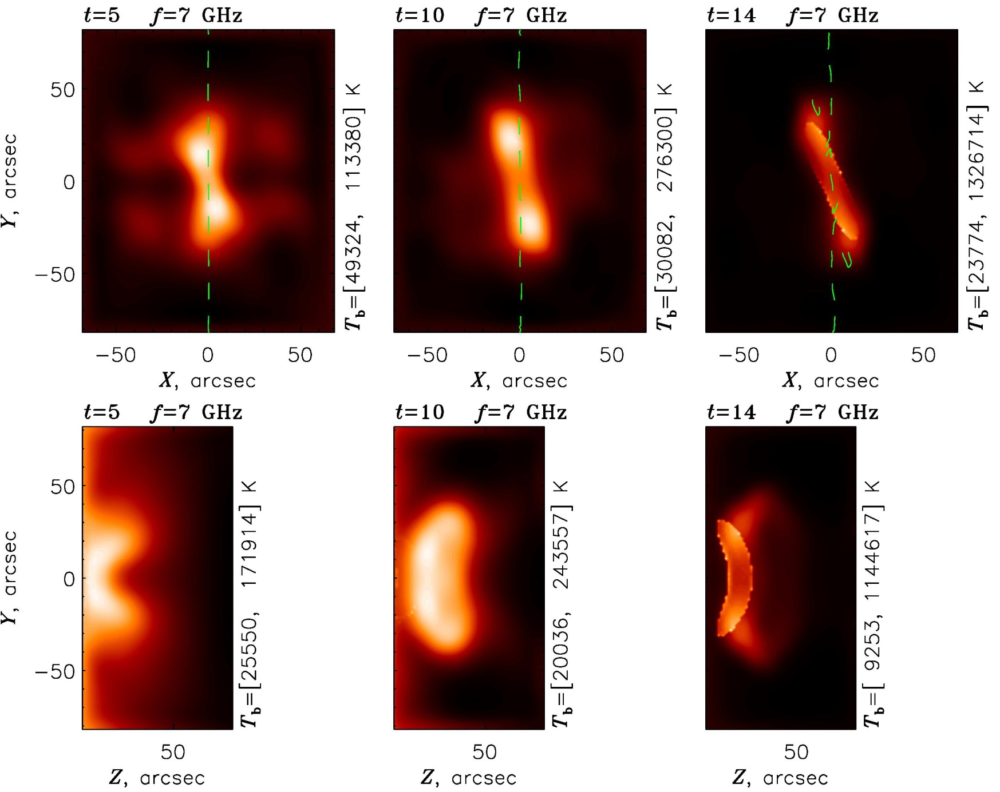 t=5 f=7 GHz
t=10 f=7 GHz
t=14 f=7 GHz
50
0
−50
Y, arcsec
−50 0 50
X, arcsec
T_b=[49324, 113380] K
−50 0 50
X, arcsec
T_b=[30082, 276300] K
−50 0 50
X, arcsec
T_b=[23774, 1326714] K
t=5 f=7 GHz
t=10 f=7 GHz
t=14 f=7 GHz
50
0
−50
Y, arcsec
50
Z, arcsec
T_b=[25550, 171914] K
50
Z, arcsec
T_b=[20036, 243557] K
50
Z, arcsec
T_b=[ 9253, 1144617] K